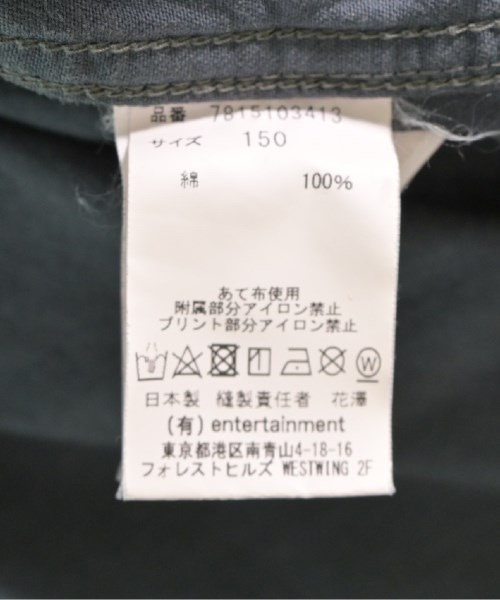 品番 7815103413
サイズ 150
綿 100%
あて布使用
附属部分アイロン禁止
プリント部分アイロン禁止
W
日本製 縫製責任者 花澤
(有) entertainment
東京都港区南青山4-18-16
フォレストヒルズ WESTWING 2F